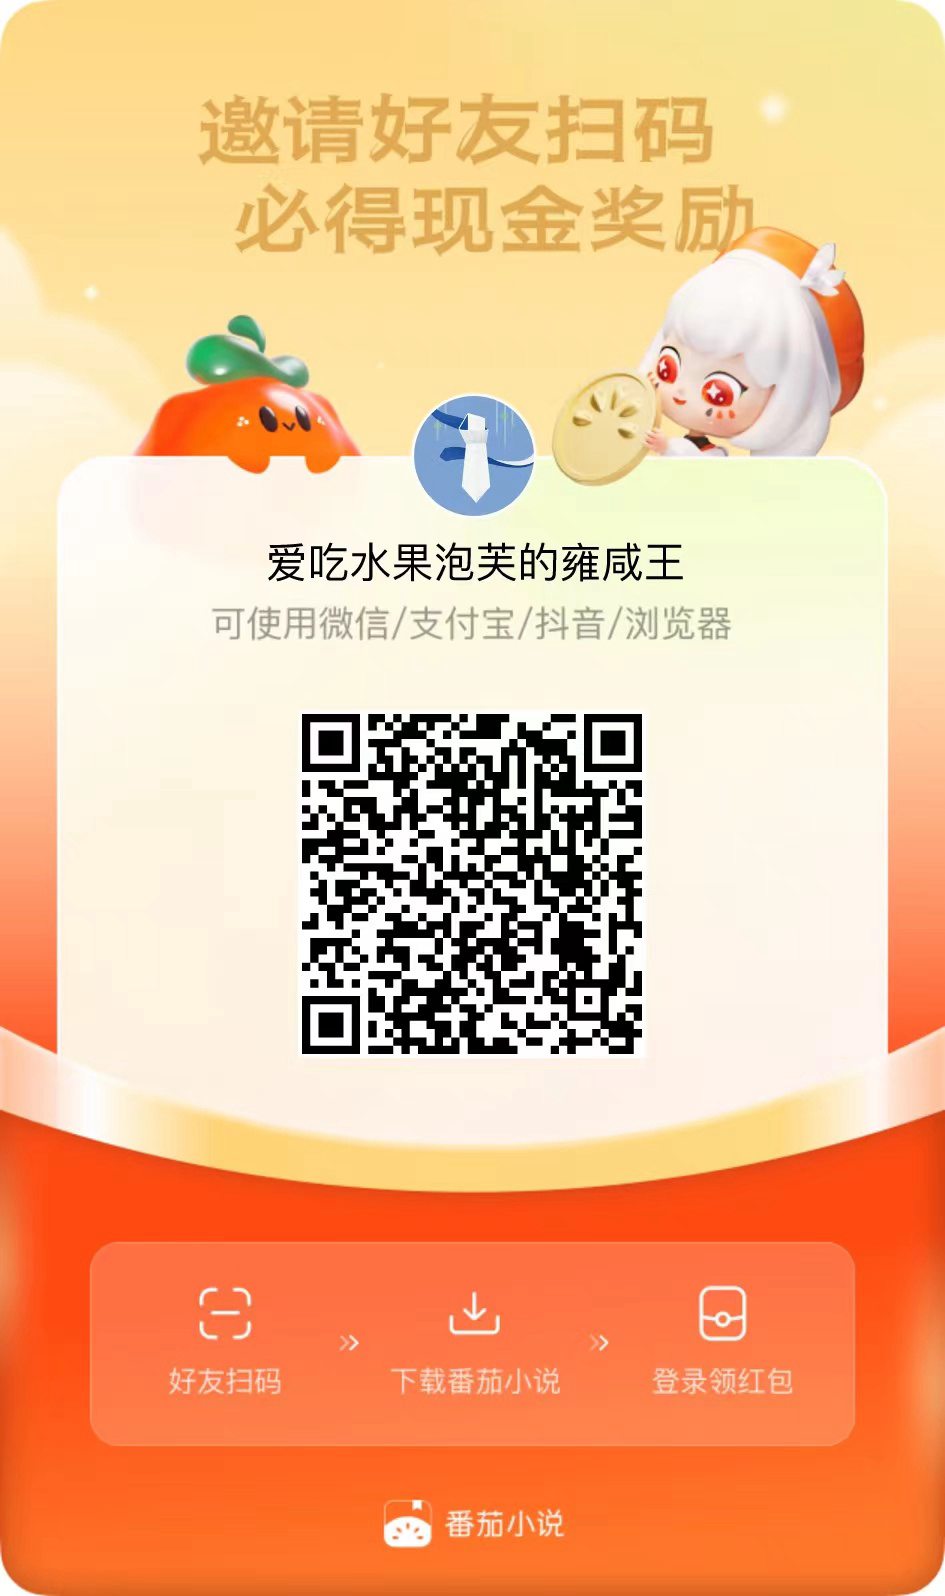 邀请好友扫码
必得现金奖励
爱吃水果泡芙的雍咸王
可使用微信/支付宝/抖音/浏览器
好友扫码
下载番茄小说
登录领红包
番茄小说